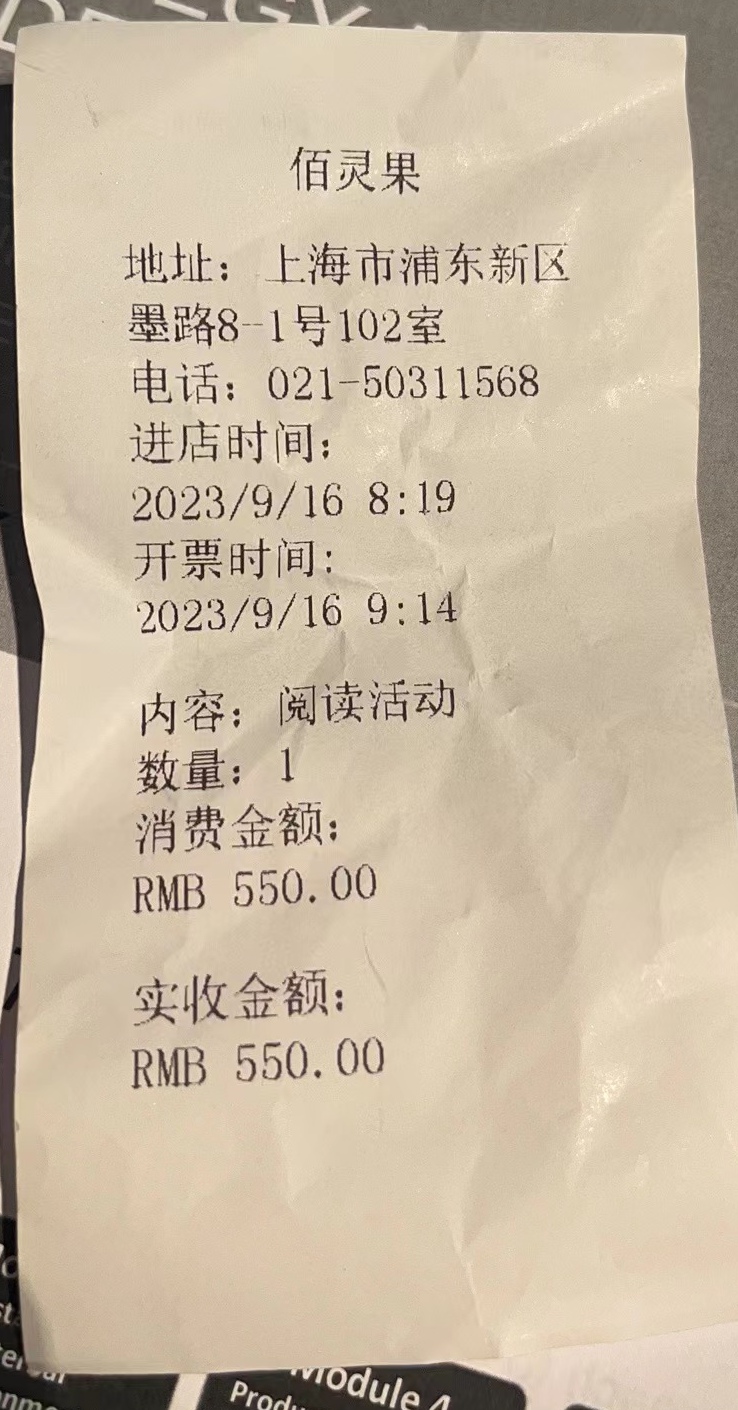 佰灵果
地址：上海市浦东新区
墨路8-1号102室
电话：021-50311568
进店时间：
2023/9/16 8:19
开票时间：
2023/9/16 9:14
内容：阅读活动
数量：1
消费金额：
RMB 550.00
实收金额：
RMB 550.00
Module 4